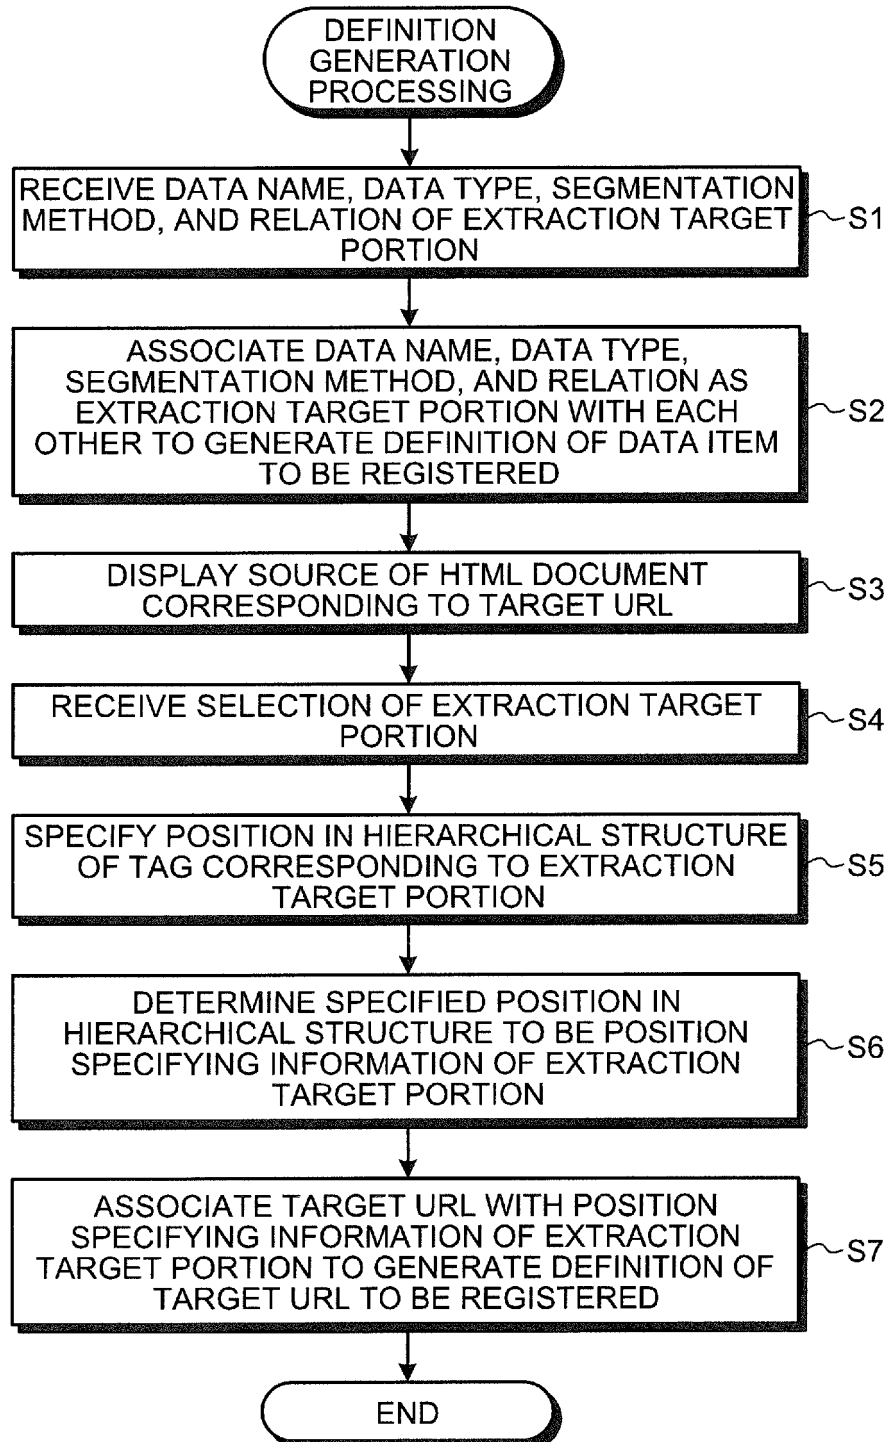 DEFINITION
GENERATION
PROCESSING
RECEIVE DATA NAME, DATA TYPE, SEGMENTATION
METHOD, AND RELATION OF EXTRACTION TARGET
PORTION
S1
ASSOCIATE DATA NAME, DATA TYPE,
SEGMENTATION METHOD, AND RELATION AS
EXTRACTION TARGET PORTION WITH EACH
OTHER TO GENERATE DEFINITION OF DATA ITEM
TO BE REGISTERED
S2
DISPLAY SOURCE OF HTML DOCUMENT
CORRESPONDING TO TARGET URL
S3
RECEIVE SELECTION OF EXTRACTION TARGET
PORTION
S4
SPECIFY POSITION IN HIERARCHICAL STRUCTURE
OF TAG CORRESPONDING TO EXTRACTION
TARGET PORTION
S5
DETERMINE SPECIFIED POSITION IN
HIERARCHICAL STRUCTURE TO BE POSITION
SPECIFYING INFORMATION OF EXTRACTION
TARGET PORTION
S6
ASSOCIATE TARGET URL WITH POSITION
SPECIFYING INFORMATION OF EXTRACTION
TARGET PORTION TO GENERATE DEFINITION OF
TARGET URL TO BE REGISTERED
S7
END